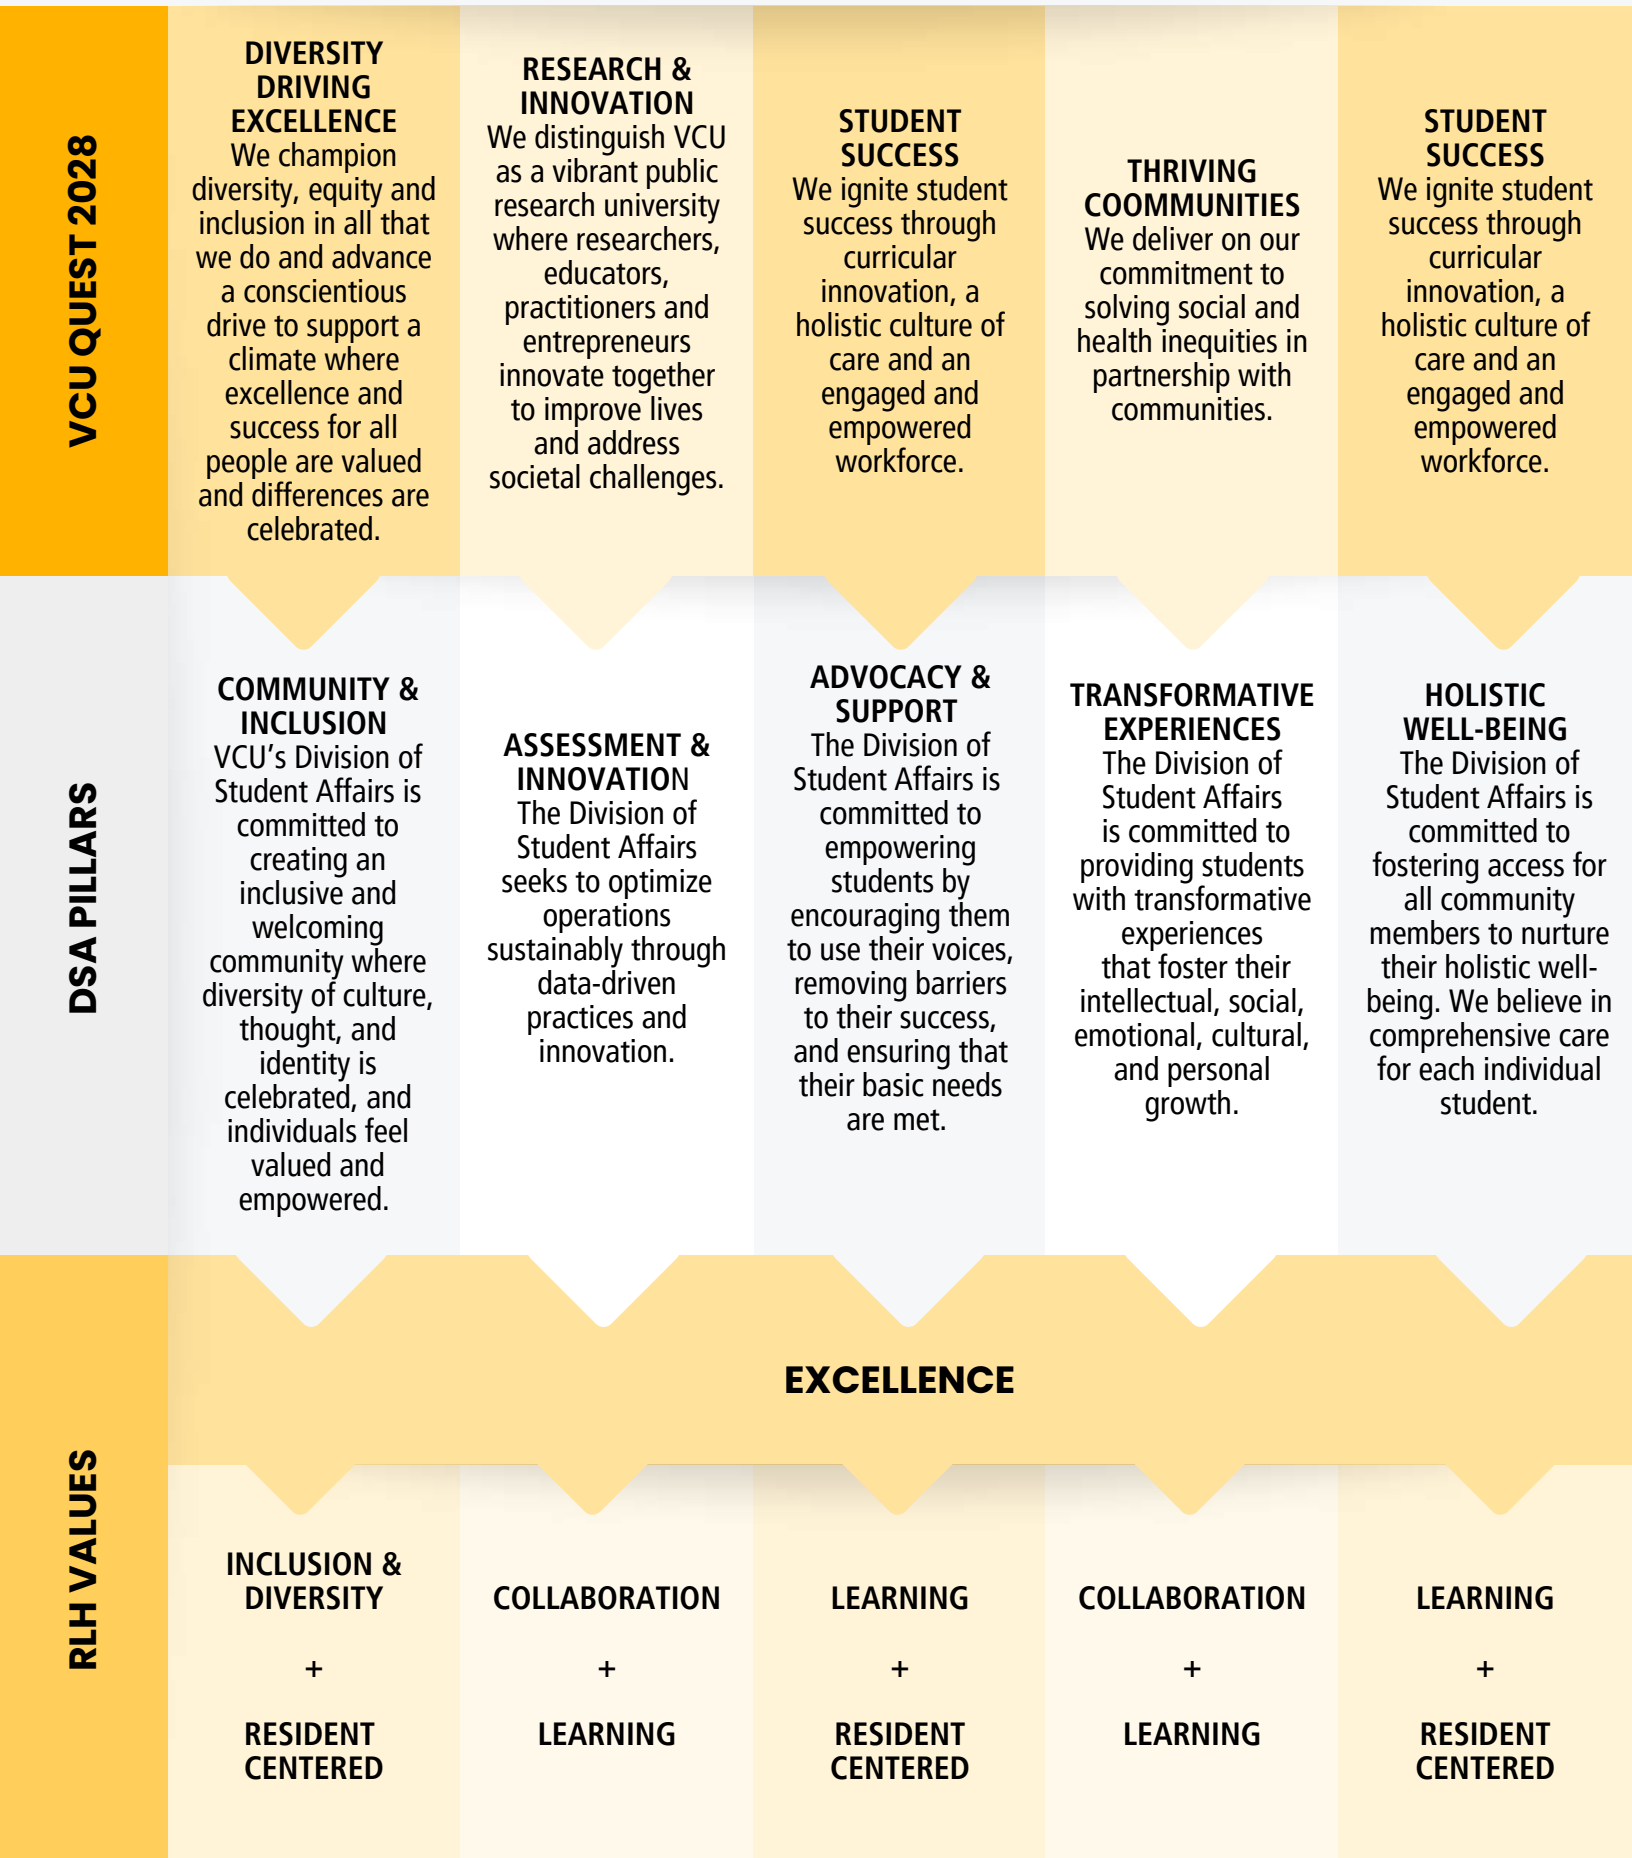 VCU QUEST 2028
DIVERSITY
DRIVING
EXCELLENCE
We champion
diversity, equity and
inclusion in all that
we do and advance
a conscientious
drive to support a
climate where
excellence and
success for all
people are valued
and differences are
celebrated.
RESEARCH &
INNOVATION
We distinguish VCU
as a vibrant public
research university
where researchers,
educators,
practitioners and
entrepreneurs
innovate together
to improve lives
and address
societal challenges.
STUDENT
SUCCESS
We ignite student
success through
curricular
innovation, a
holistic culture of
care and an
engaged and
empowered
workforce.
THRIVING
COOMMUNITIES
We deliver on our
commitment to
solving social and
health inequities in
partnership with
communities.
STUDENT
SUCCESS
We ignite student
success through
curricular
innovation, a
holistic culture of
care and an
engaged and
empowered
workforce.
DSA PILLARS
COMMUNITY &
INCLUSION
VCU's Division of
Student Affairs is
committed to
creating an
inclusive and
welcoming
community where
diversity of culture,
thought, and
identity is
celebrated, and
individuals feel
valued and
empowered.
ASSESSMENT &
INNOVATION
The Division of
Student Affairs
seeks to optimize
operations
sustainably through
data-driven
practices and
innovation.
ADVOCACY &
SUPPORT
The Division of
Student Affairs is
committed to
empowering
students by
encouraging them
to use their voices,
removing barriers
to their success,
and ensuring that
their basic needs
are met.
TRANSFORMATIVE
EXPERIENCES
The Division of
Student Affairs
is committed to
providing students
with transformative
experiences
that foster their
intellectual, social,
emotional, cultural,
and personal
growth.
HOLISTIC
WELL-BEING
The Division of
Student Affairs is
committed to
fostering access for
all community
members to nurture
their holistic well-
being. We believe in
comprehensive care
for each individual
student.
RLH VALUES
EXCELLENCE
INCLUSION &
DIVERSITY
+
RESIDENT
CENTERED
COLLABORATION
+
LEARNING
LEARNING
+
RESIDENT
CENTERED
COLLABORATION
+
LEARNING
LEARNING
+
RESIDENT
CENTERED